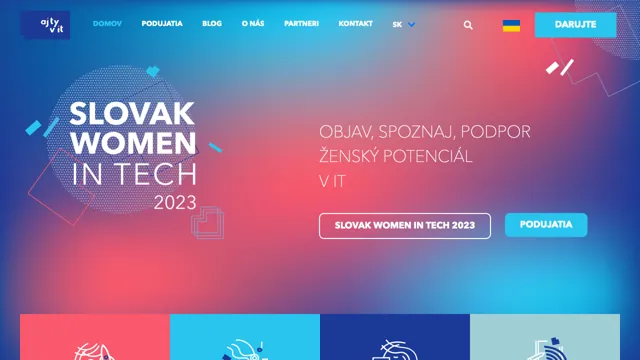 aj ty
v it
DOMOV
PODUJATIA
BLOG
O NÁS
PARTNERI
KONTAKT
SK
DARUJTE
SLOVAK
WOMEN
IN TECH
2023
OBJAV, SPOZNAJ, PODPOR
ŽENSKÝ POTENCIÁL
V IT
SLOVAK WOMEN IN TECH 2023
PODUJATIA